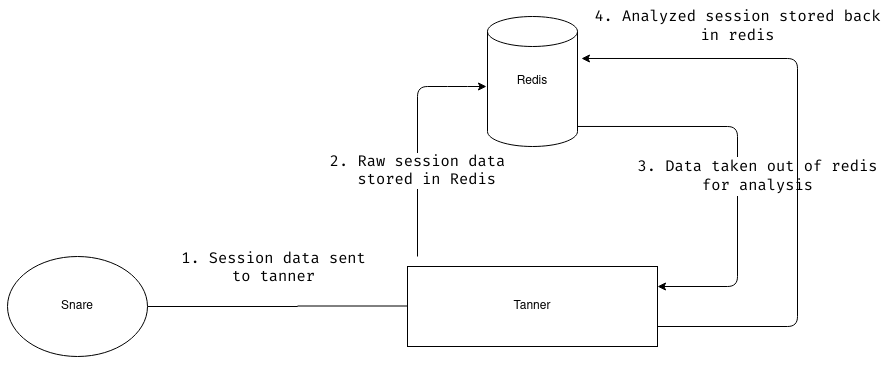 4. Analyzed session stored back
in redis
Redis
2. Raw session data
stored in Redis
3. Data taken out of redis
for analysis
1. Session data sent
to tanner
Snare
Tanner